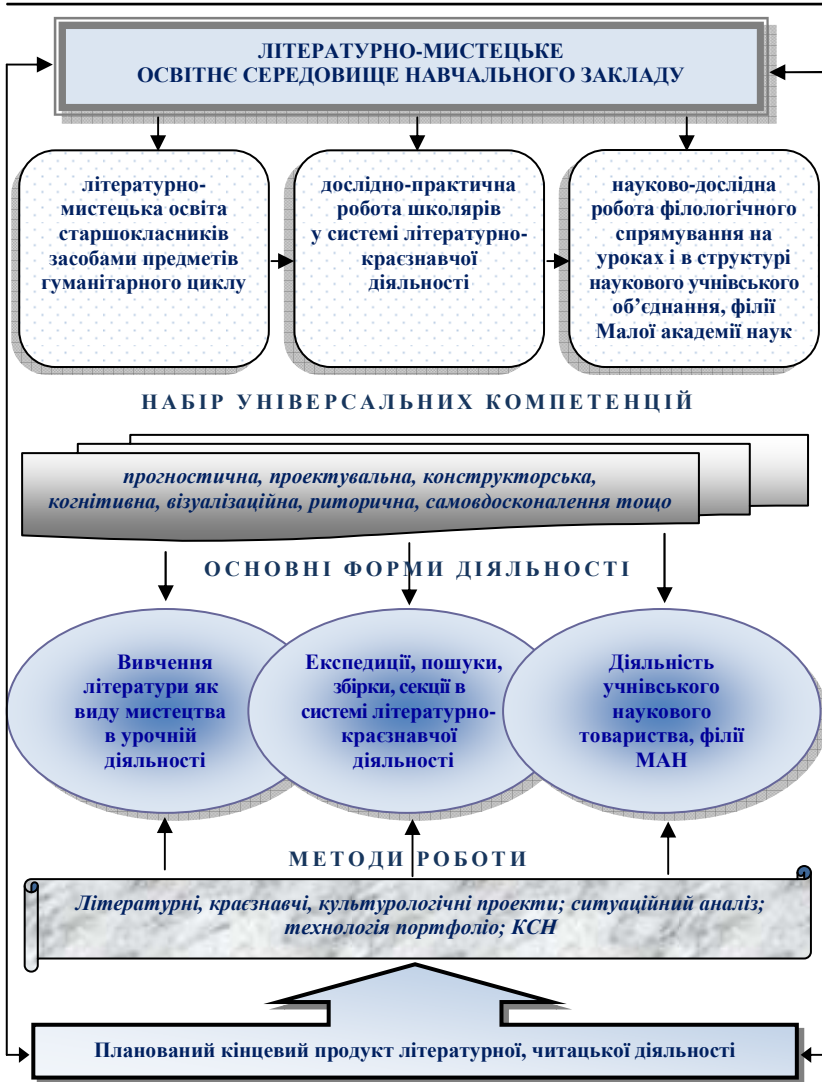 ЛІТЕРАТУРНО-МИСТЕЦЬКЕ
ОСВІТНЄ СЕРЕДОВИЩЕ НАВЧАЛЬНОГО ЗАКЛАДУ
літературно-
мистецька освіта
старшокласників
засобами предметів
гуманітарного циклу
дослідно-практична
робота школярів
у системі літературно-
краєзнавчої
діяльності
науково-дослідна
робота філологічного
спрямування на
уроках і в структурі
наукового учнівського
об’єднання, філії
Малої академії наук
НАБІР УНІВЕРСАЛЬНИХ КОМПЕТЕНЦІЙ
прогностична, проектувальна, конструкторська,
когнітивна, візуалізаційна, риторична, самовдосконалення тощо
ОСНОВНІ ФОРМИ ДІЯЛЬНОСТІ
Вивчення
літератури як
виду мистецтва
в урочній
діяльності
Експедиції, пошуки,
збірки, секції в
системі літературно-
краєзнавчої
діяльності
Діяльність
учнівського
наукового
товариства, філії
МАН
МЕТОДИ РОБОТИ
Літературні, краєзнавчі, культурологічні проекти; ситуаційний аналіз;
технологія портфоліо; КСН
Планований кінцевий продукт літературної, читацької діяльності